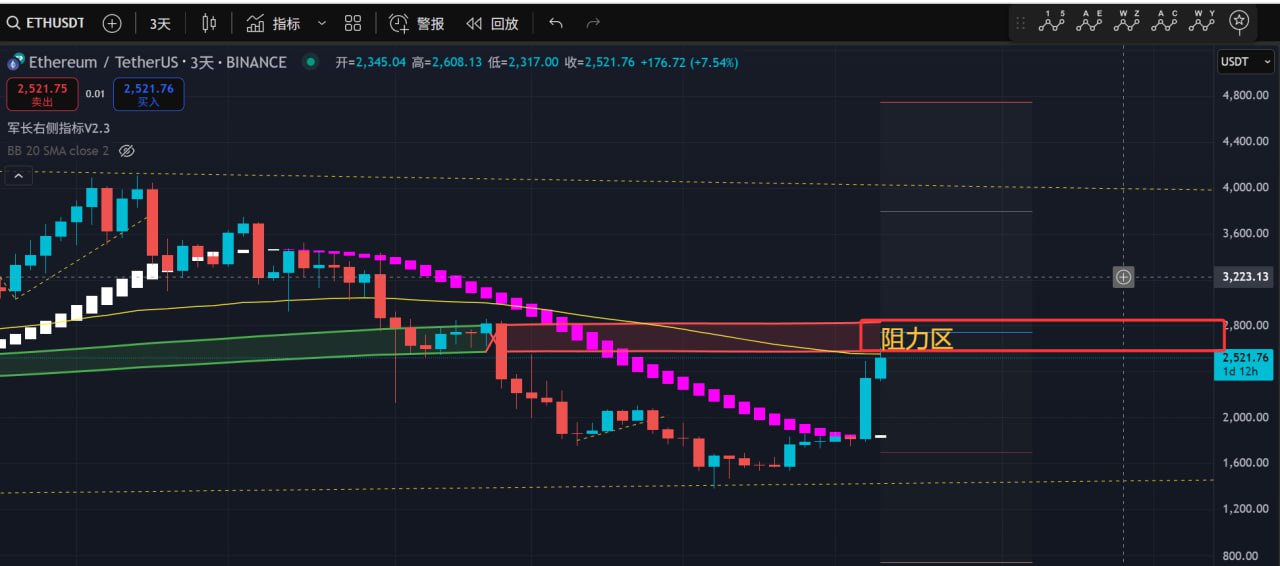 ETHUSDT 3天 指标 警报 回放 1 5 A E W Z A C W Y
Ethereum / TetherUS · 3天 · BINANCE 开=2,345.04 高=2,608.13 低=2,317.00 收=2,521.76 +176.72 (+7.54%) USDT
2,521.75 0.01 2,521.76
卖出 买入
军长右侧指标V2.3
BB 20 SMA close 2
4,800.00
4,400.00
4,000.00
3,600.00
3,223.13
2,800.00
阻力区
2,521.76
1d 12h
2,000.00
1,600.00
1,200.00
800.00